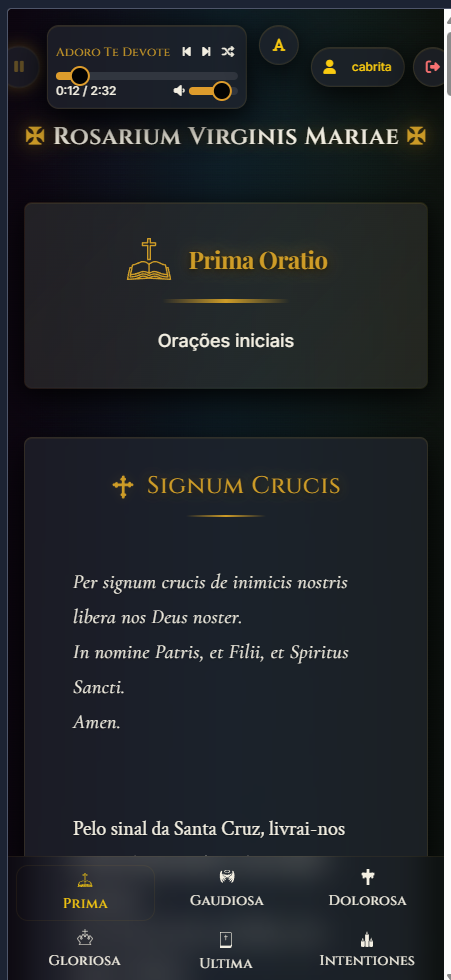 Adoro Te Devote
0:12 / 2:32
A
cabrita
Rosarium Virginis Mariae
Prima Oratio
Orações iniciais
Signum Crucis
Per signum crucis de inimicis nostris
libera nos Deus noster.
In nomine Patris, et Filii, et Spiritus
Sancti.
Amen.
Pelo sinal da Santa Cruz, livrai-nos
Prima
Gaudiosa
Dolorosa
Gloriosa
Ultima
Intentiones